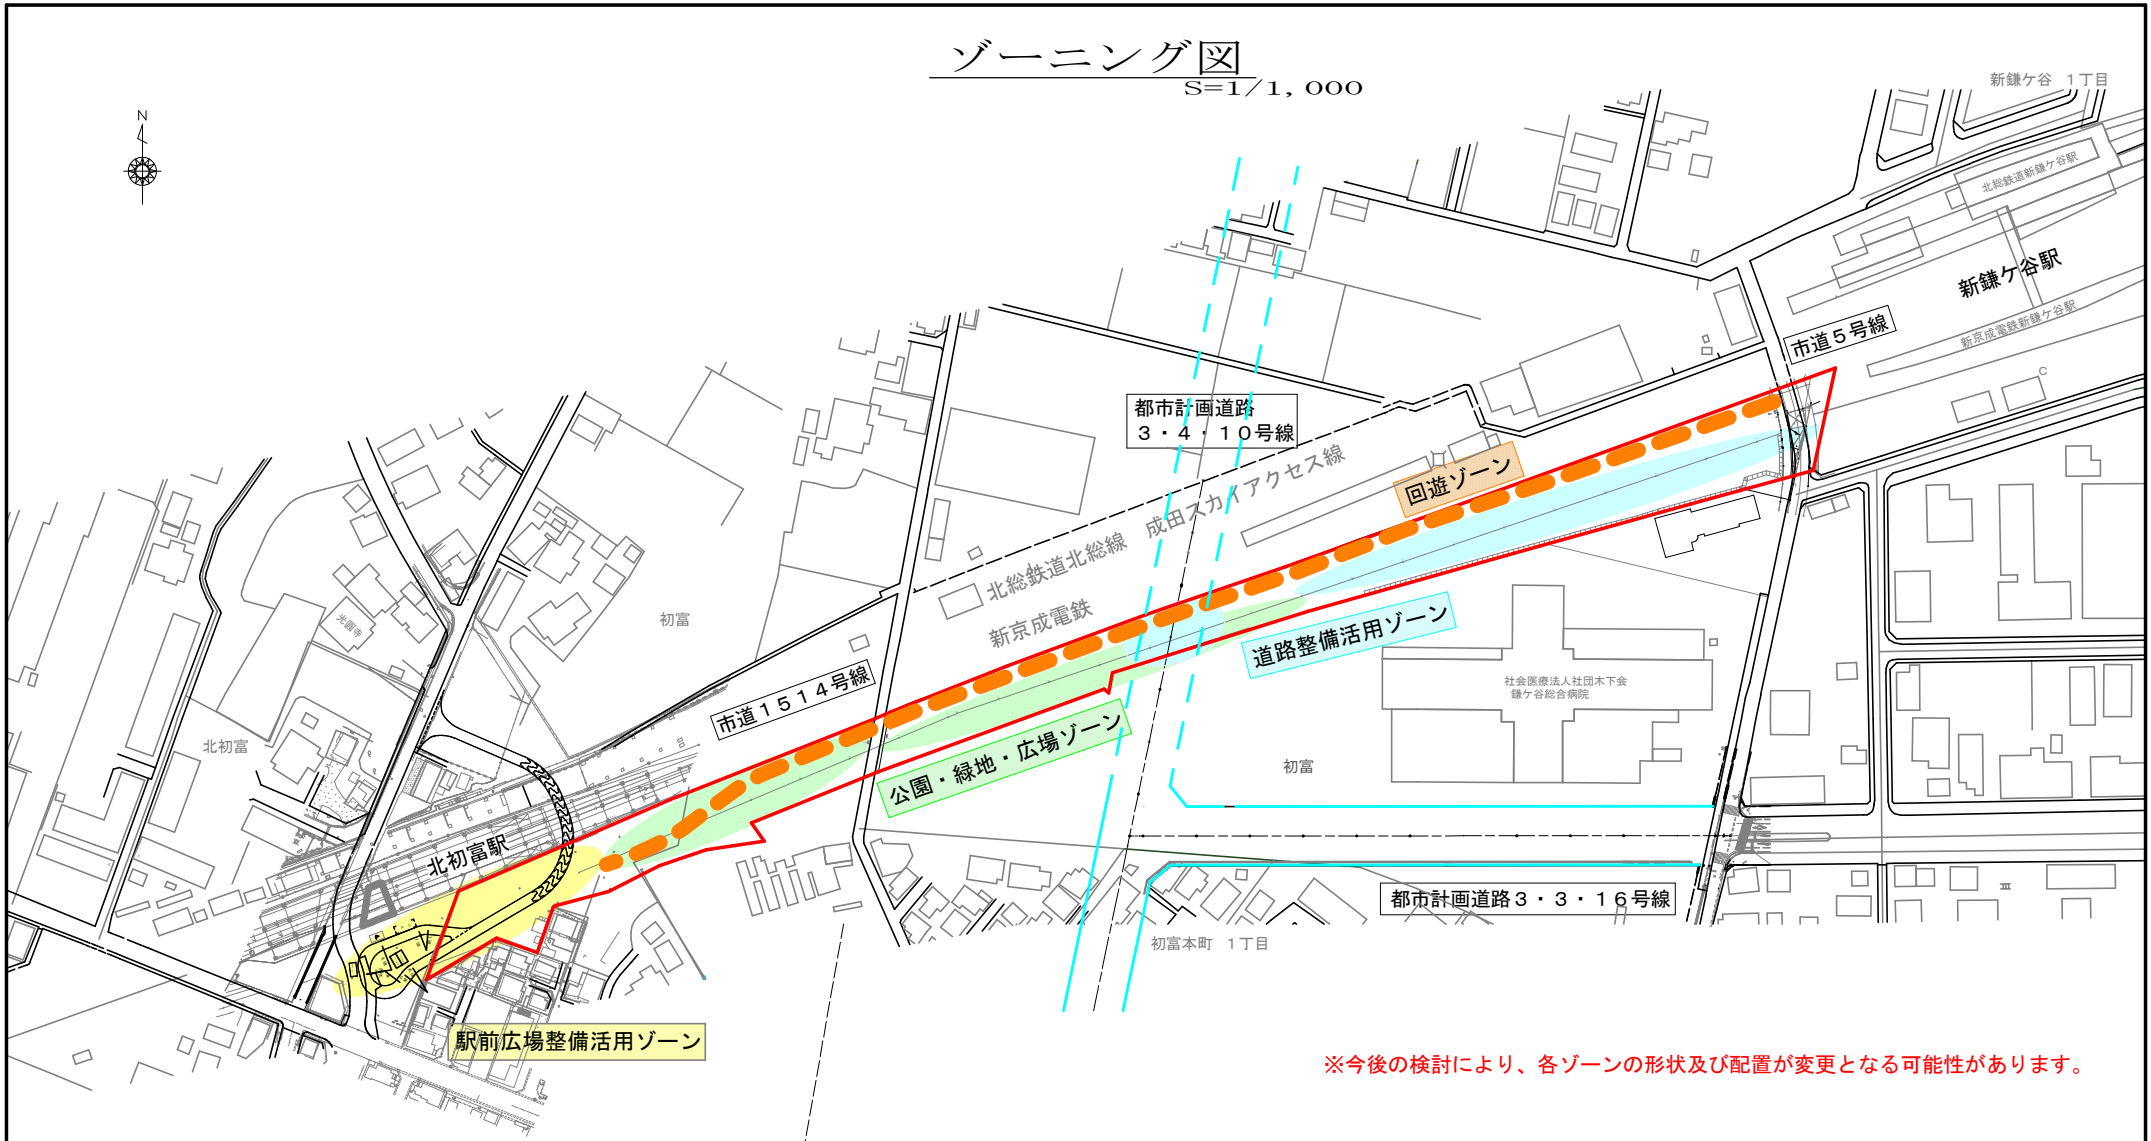 ゾーニング図
S=1/1,000
N
新鎌ケ谷 1丁目
北総鉄道新鎌ケ谷駅
新鎌ケ谷駅
新京成電鉄新鎌ケ谷駅
市道5号線
C
都市計画道路
3・4・10号線
回遊ゾーン
北総鉄道北総線 成田スカイアクセス線
新京成電鉄
道路整備活用ゾーン
初富
光圓寺
市道1514号線
社会医療法人社団木下会
鎌ケ谷総合病院
北初富
公園・緑地・広場ゾーン
初富
北初富駅
都市計画道路3・3・16号線
初富本町 1丁目
駅前広場整備活用ゾーン
※今後の検討により、各ゾーンの形状及び配置が変更となる可能性があります。